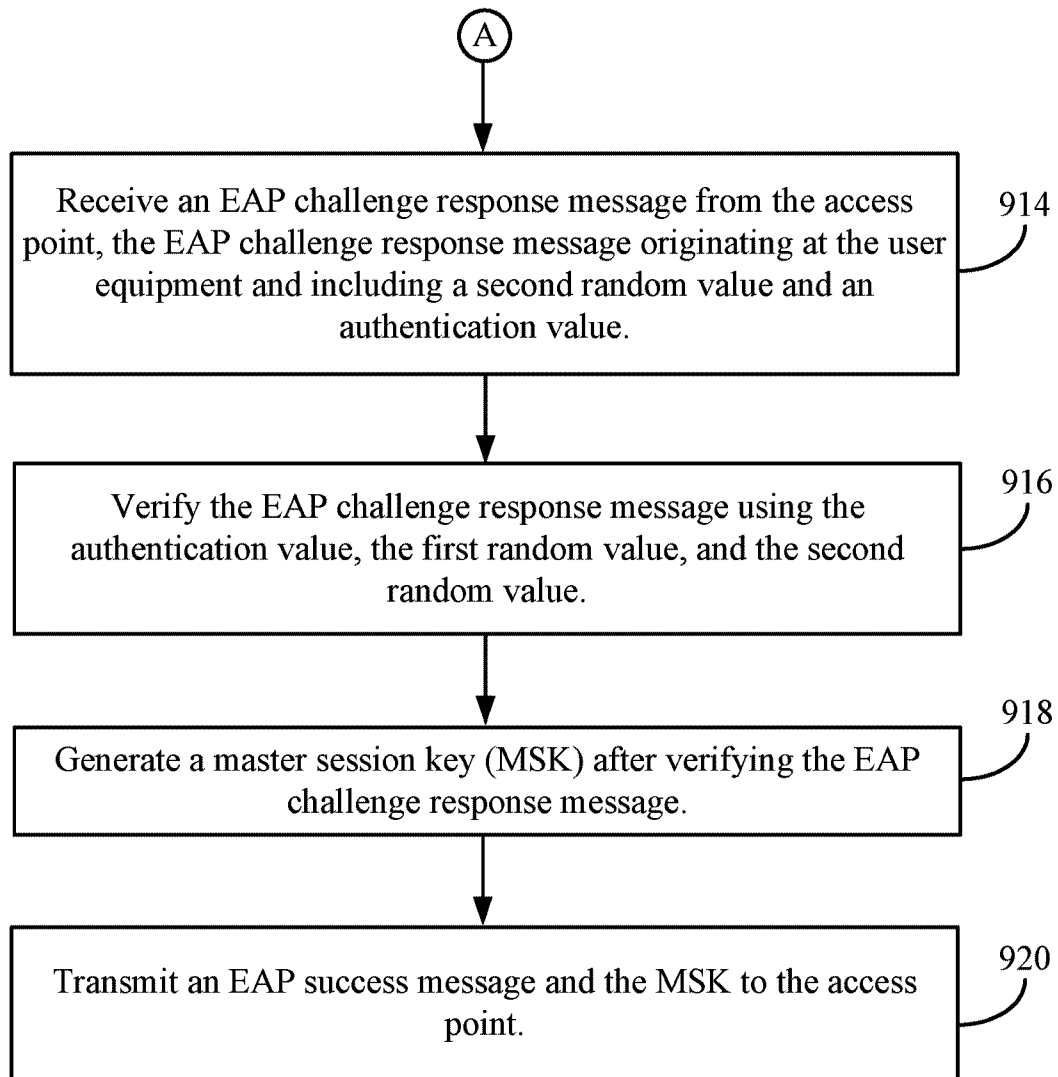 A
Receive an EAP challenge response message from the access
point, the EAP challenge response message originating at the user
equipment and including a second random value and an
authentication value.
914
Verify the EAP challenge response message using the
authentication value, the first random value, and the second
random value.
916
Generate a master session key (MSK) after verifying the EAP
challenge response message.
918
Transmit an EAP success message and the MSK to the access
point.
920